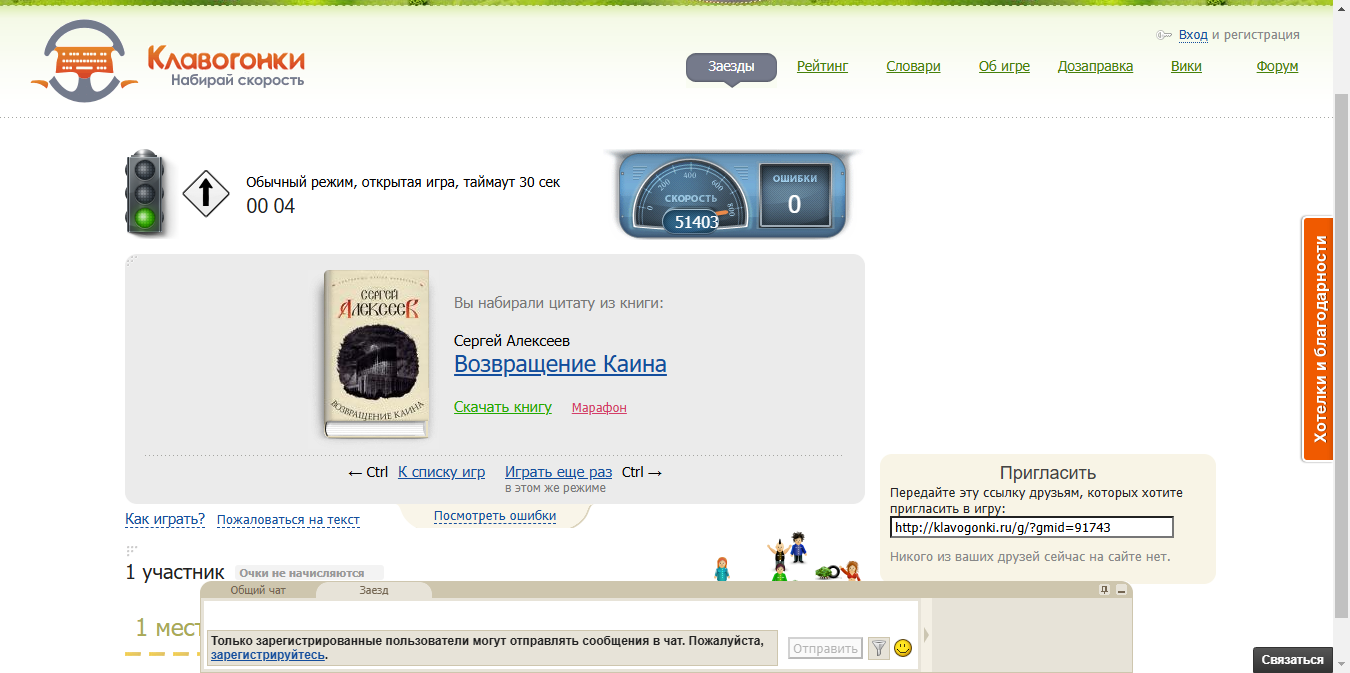 Клавогонки
Набирай скорость
Вход и регистрация
Заезды Рейтинг Словари Об игре Дозаправка Вики Форум
Обычный режим, открытая игра, таймаут 30 сек
00 04
0 200 400 600 800
СКОРОСТЬ
51403
ОШИБКИ
0
СЕРГЕЙ
АЛЕКСЕЕВ
ВОЗВРАЩЕНИЕ КАИНА
Вы набирали цитату из книги:
Сергей Алексеев
Возвращение Каина
Скачать книгу Марафон
← Ctrl К списку игр Играть еще раз Ctrl →
в этом же режиме
Как играть? Пожаловаться на текст
Посмотреть ошибки
Пригласить
Передайте эту ссылку друзьям, которых хотите
пригласить в игру:
http://klavogonki.ru/g/?gmid=91743
Никого из ваших друзей сейчас на сайте нет.
1 участник Очки не начисляются
1 мест
Общий чат Заезд
Только зарегистрированные пользователи могут отправлять сообщения в чат. Пожалуйста,
зарегистрируйтесь.
Отправить
Хотелки и благодарности
Связаться